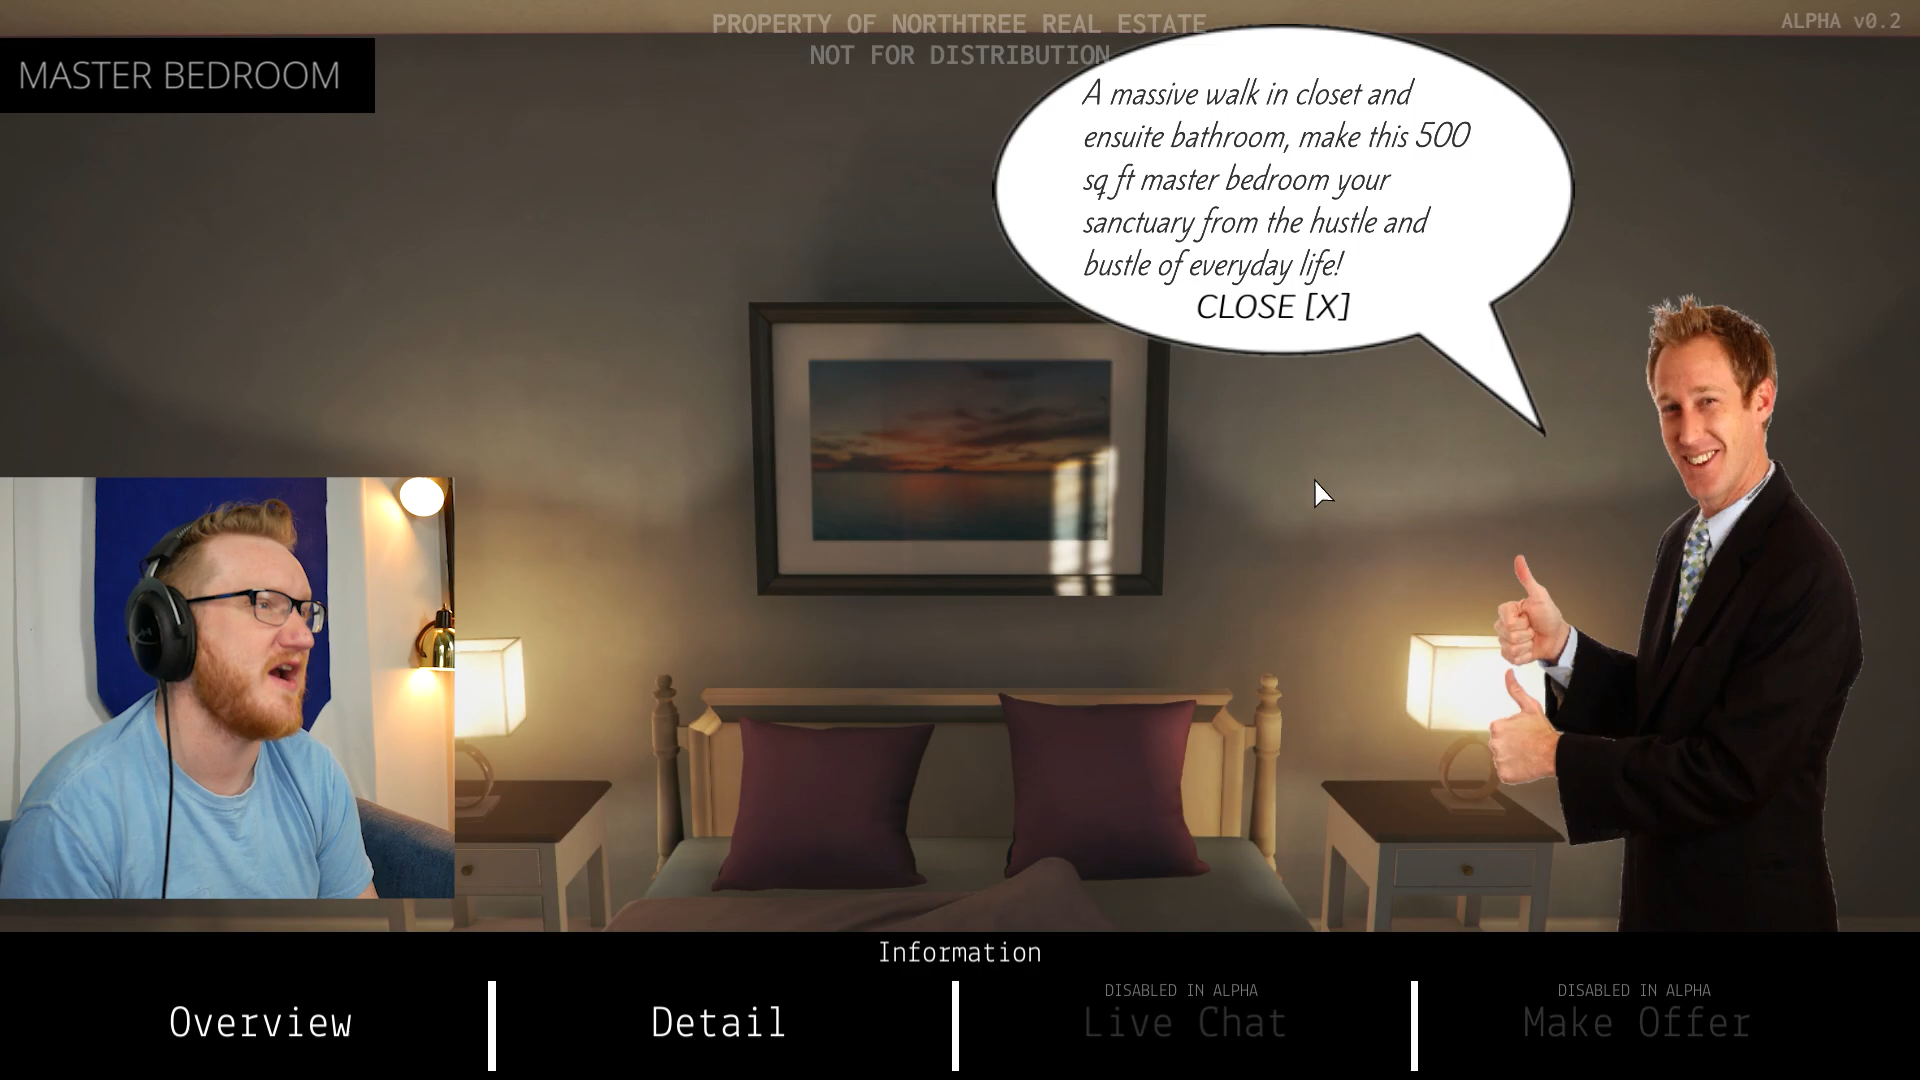 PROPERTY OF NORTHTREE REAL ESTATE
NOT FOR DISTRIBUTION
ALPHA v0.2
MASTER BEDROOM
A massive walk in closet and
ensuite bathroom, make this 500
sq ft master bedroom your
sanctuary from the hustle and
bustle of everyday life!
CLOSE [X]
Information
Overview
Detail
DISABLED IN ALPHA
Live Chat
DISABLED IN ALPHA
Make Offer